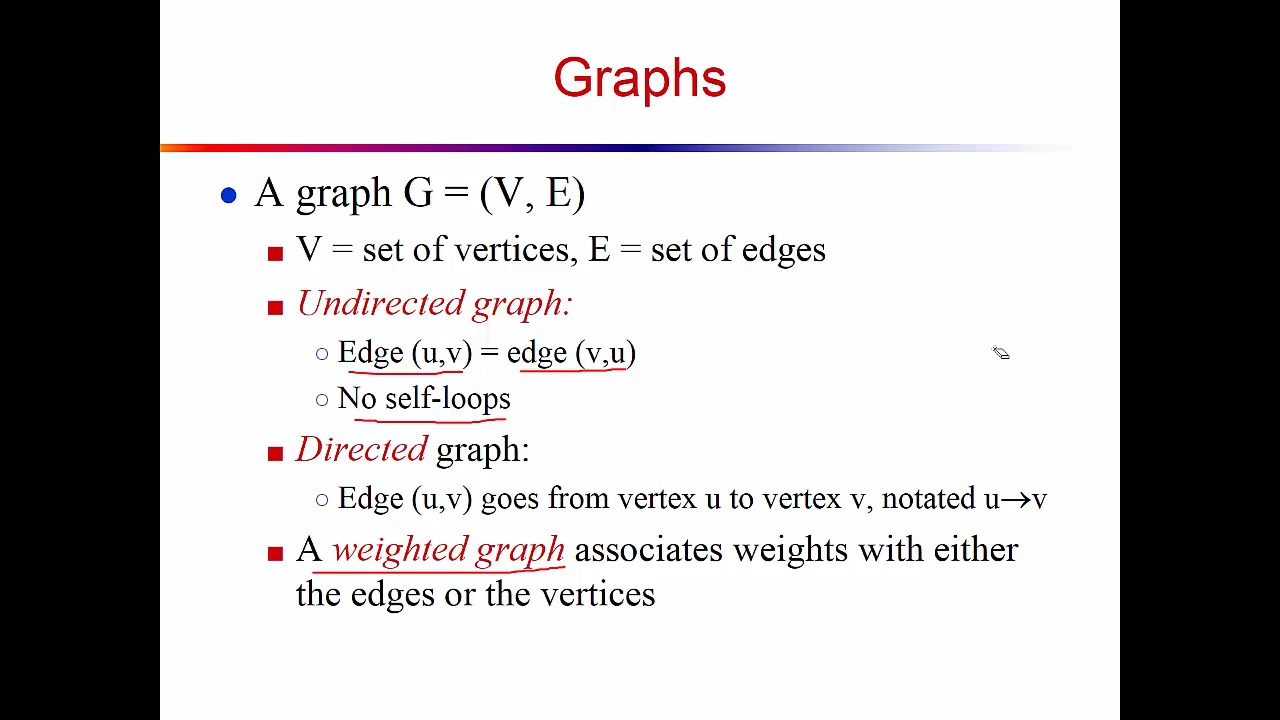 Graphs
A graph G = (V, E)
V = set of vertices, E = set of edges
Undirected graph:
Edge (u,v) = edge (v,u)
No self-loops
Directed graph:
Edge (u,v) goes from vertex u to vertex v, notated u→v
A weighted graph associates weights with either
the edges or the vertices